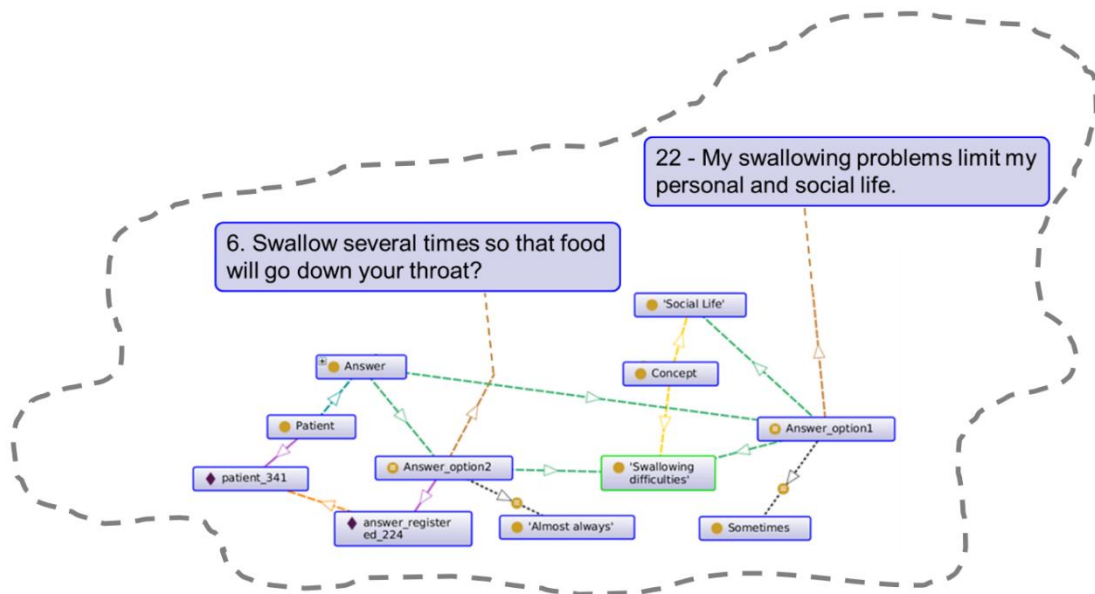 22 - My swallowing problems limit my
personal and social life.
6. Swallow several times so that food
will go down your throat?
'Social Life'
Answer
Concept
Patient
Answer_option1
patient_341
Answer_option2
'Swallowing
difficulties'
answer_register
ed_224
'Almost always'
Sometimes